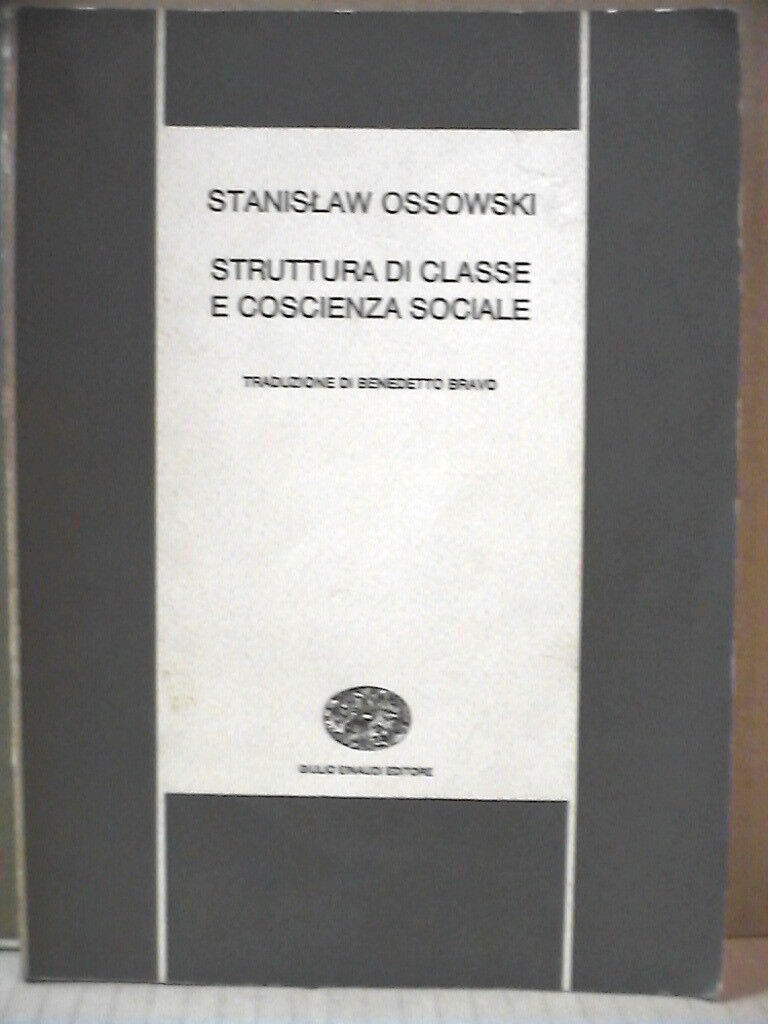 STANISŁAW OSSOWSKI
STRUTTURA DI CLASSE
E COSCIENZA SOCIALE
TRADUZIONE DI BENEDETTO BRAVO
GIULIO EINAUDI EDITORE